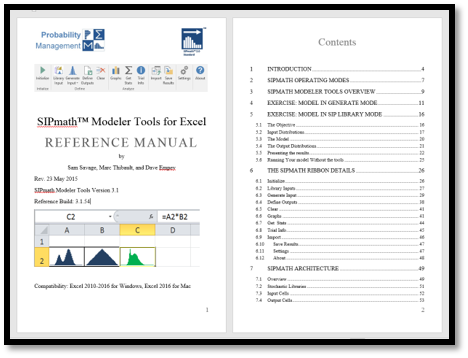 Probability
Management
SIPmath™
Initialize Library Input Generate Input Define Outputs Clear Graphs Get Stats Trial Info Import Save Results Settings About
Initialize Define Analyze
SIPmath™ Modeler Tools for Excel
REFERENCE MANUAL
by
Sam Savage, Marc Thibault, and Dave Empey
Rev. 23 May 2015
SIPmath Modeler Tools Version 3.1
Reference Build: 3.1.54
C2 fx =A2*B2
A B C D
1
2
Compatibility: Excel 2010-2016 for Windows, Excel 2016 for Mac
1
Contents
1 INTRODUCTION 4
2 SIPMATH OPERATING MODES 7
3 SIPMATH MODELER TOOLS OVERVIEW 9
4 EXERCISE: MODEL IN GENERATE MODE 11
5 EXERCISE: MODEL IN SIP LIBRARY MODE 16
5.1 The Objective 16
5.2 Input Distributions 17
5.3 The Model 20
5.4 The Output Distributions 21
5.5 Presenting the results 22
5.6 Running your Model Without the tools 25
6 THE SIPMATH RIBBON DETAILS 26
6.1 Initialize 26
6.2 Library Inputs 27
6.3 Generate Input 29
6.4 Define Outputs 38
6.5 Clear 41
6.6 Graphs 41
6.7 Get Stats 44
6.8 Trial Info 45
6.9 Import 46
6.10 Save Results 47
6.11 Settings 47
6.12 About 48
7 SIPMATH ARCHITECTURE 49
7.1 Overview 49
7.2 Stochastic Libraries 51
7.3 Input Cells 52
7.4 Output Cells 53
2